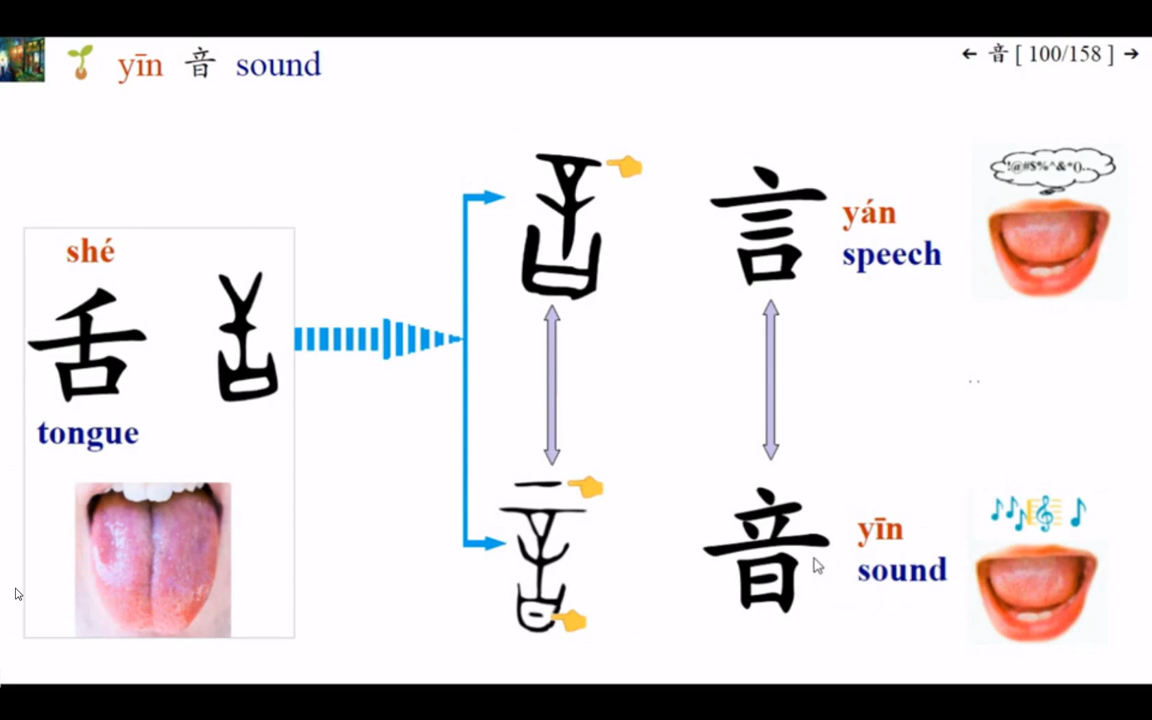 yīn 音 sound
← 音 [ 100/158 ] →
shé
舌
tongue
言
yán
speech
!@#$%^&*()...
音
yīn
sound